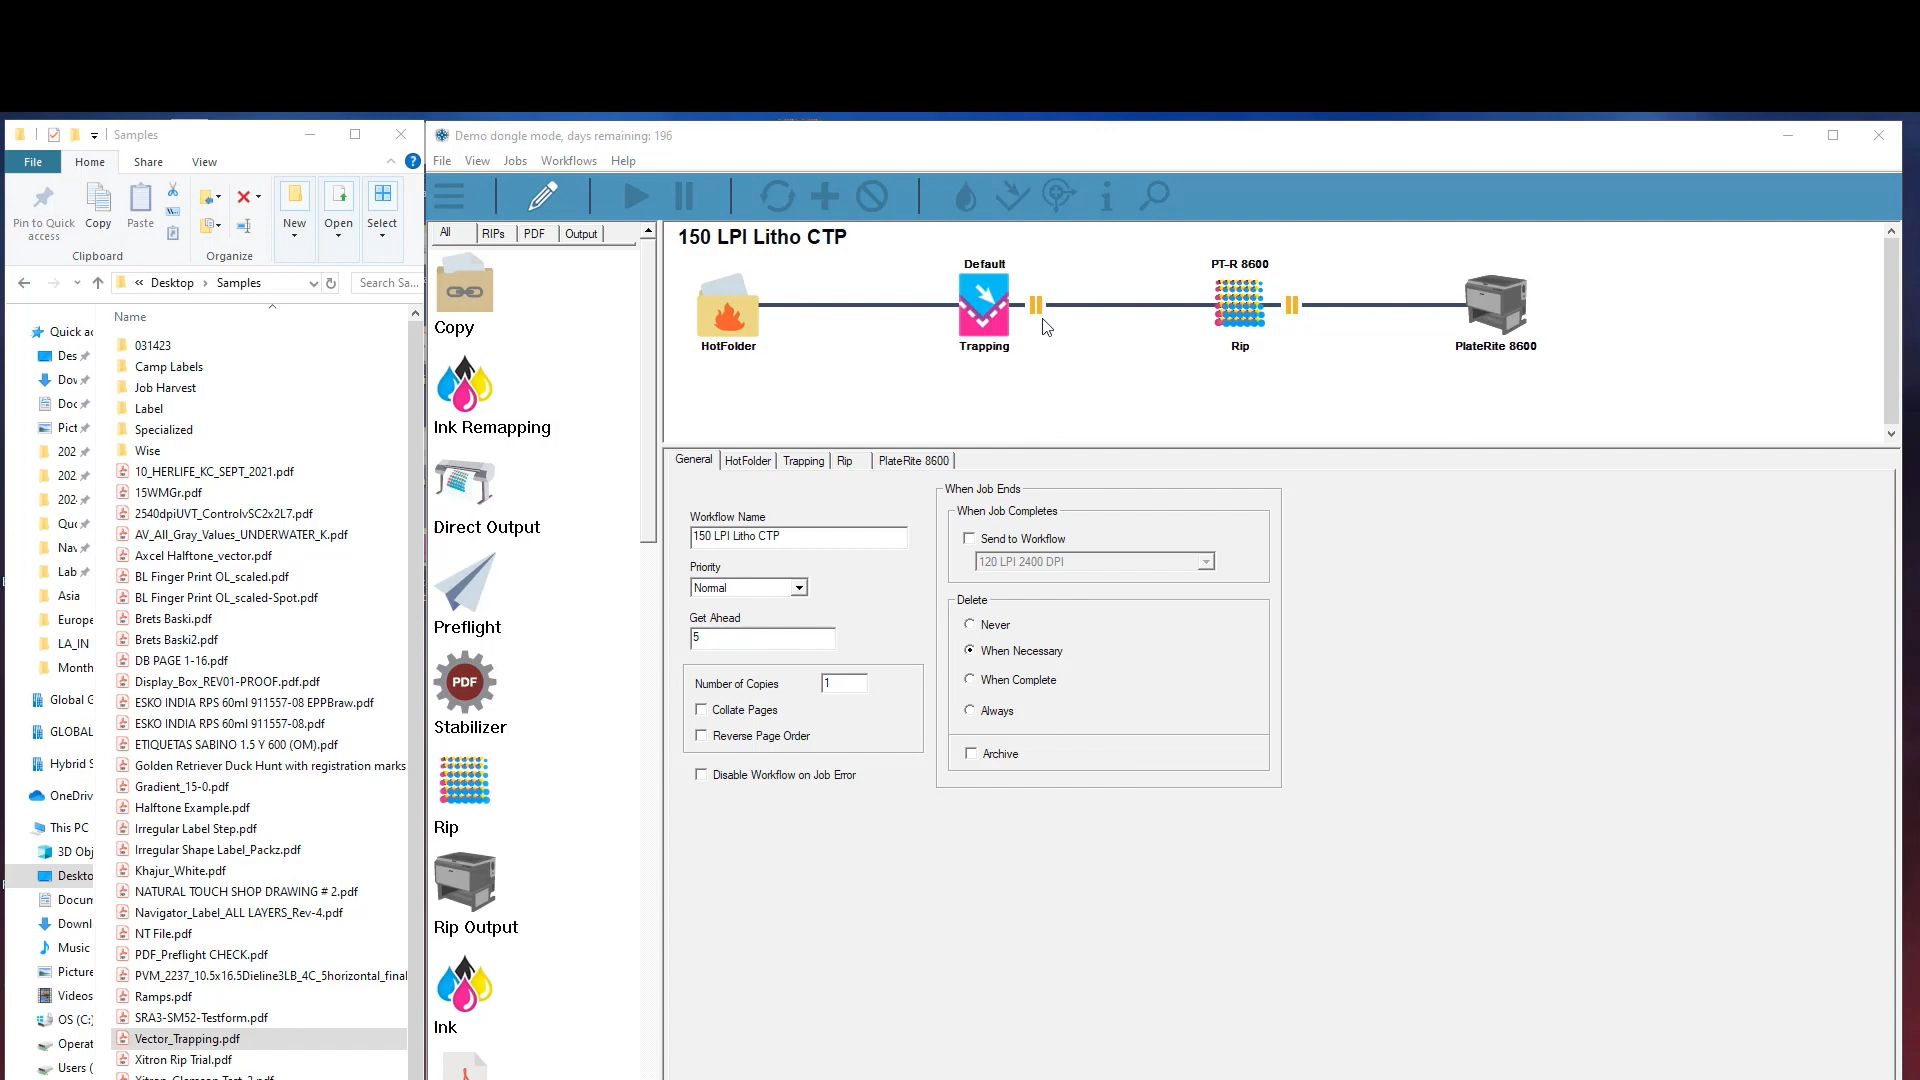 Samples
File
Home
Share
View
Pin to Quick access
Copy
Paste
New
Open
Select
Clipboard
Organize
« Desktop › Samples
Search Sa...
Quick ac
Des
Dov
Doc
Pict
202
202
202
Quc
Nav
Lab
Asia
Europe
LA_IN
Month
Global G
GLOBAL
Hybrid S
OneDriv
This PC
3D Obj
Deskto
Docum
Downl
Music
Picture
Videos
OS (C:)
Operat
Users (
Name
031423
Camp Labels
Job Harvest
Label
Specialized
Wise
10_HERLIFE_KC_SEPT_2021.pdf
15WMGr.pdf
2540dpiUVT_ControlvSC2x2L7.pdf
AV_All_Gray_Values_UNDERWATER_K.pdf
Axcel Halftone_vector.pdf
BL Finger Print OL_scaled.pdf
BL Finger Print OL_scaled-Spot.pdf
Brets Baski.pdf
Brets Baski2.pdf
DB PAGE 1-16.pdf
Display_Box_REV01-PROOF.pdf.pdf
ESKO INDIA RPS 60ml 911557-08 EPPBraw.pdf
ESKO INDIA RPS 60ml 911557-08.pdf
ETIQUETAS SABINO 1.5 Y 600 (OM).pdf
Golden Retriever Duck Hunt with registration marks
Gradient_15-0.pdf
Halftone Example.pdf
Irregular Label Step.pdf
Irregular Shape Label_Packz.pdf
Khajur_White.pdf
NATURAL TOUCH SHOP DRAWING # 2.pdf
Navigator_Label_ALL LAYERS_Rev-4.pdf
NT File.pdf
PDF_Preflight CHECK.pdf
PVM_2237_10.5x16.5Dieline3LB_4C_5horizontal_final
Ramps.pdf
SRA3-SM52-Testform.pdf
Vector_Trapping.pdf
Xitron Rip Trial.pdf
Demo dongle mode, days remaining: 196
File View Jobs Workflows Help
All RIPs PDF Output
Copy
Ink Remapping
Direct Output
Preflight
PDF
Stabilizer
Rip
Rip Output
Ink
150 LPI Litho CTP
Default
PT-R 8600
HotFolder
Trapping
Rip
PlateRite 8600
General HotFolder Trapping Rip PlateRite 8600
Workflow Name
150 LPI Litho CTP
Priority
Normal
Get Ahead
5
Number of Copies 1
Collate Pages
Reverse Page Order
Disable Workflow on Job Error
When Job Ends
When Job Completes
Send to Workflow
120 LPI 2400 DPI
Delete
Never
When Necessary
When Complete
Always
Archive